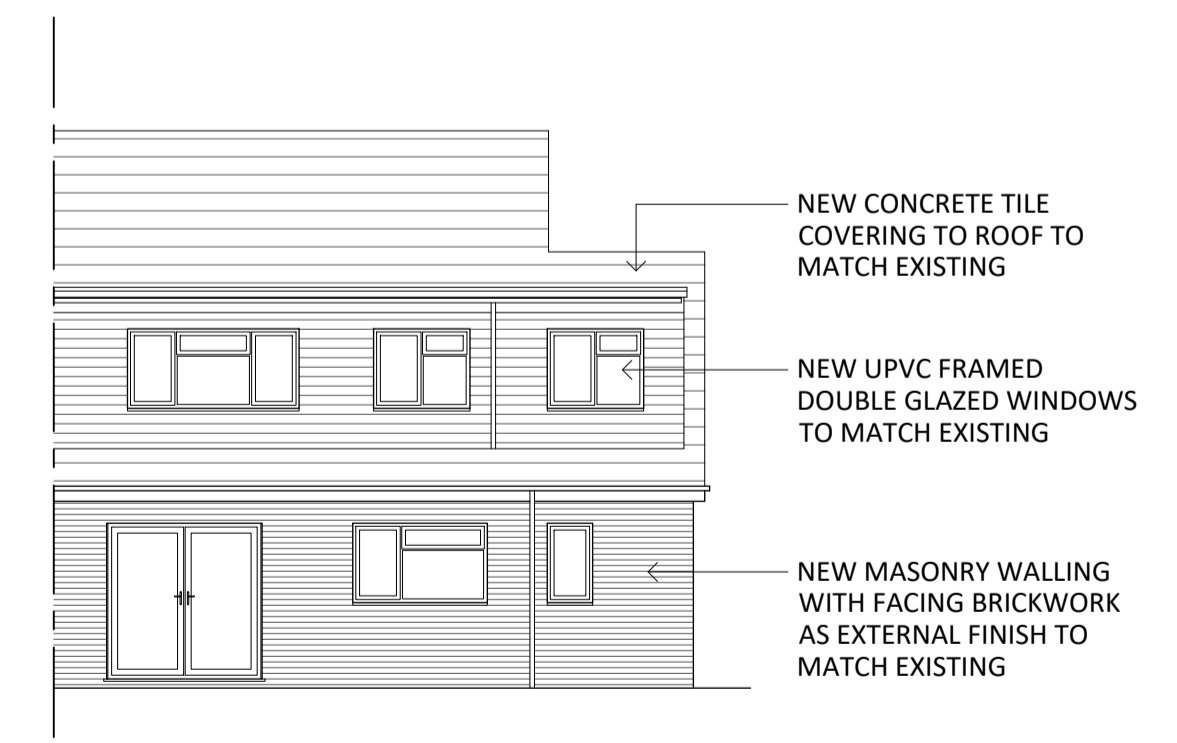 NEW CONCRETE TILE
COVERING TO ROOF TO
MATCH EXISTING
NEW UPVC FRAMED
DOUBLE GLAZED WINDOWS
TO MATCH EXISTING
NEW MASONRY WALLING
WITH FACING BRICKWORK
AS EXTERNAL FINISH TO
MATCH EXISTING